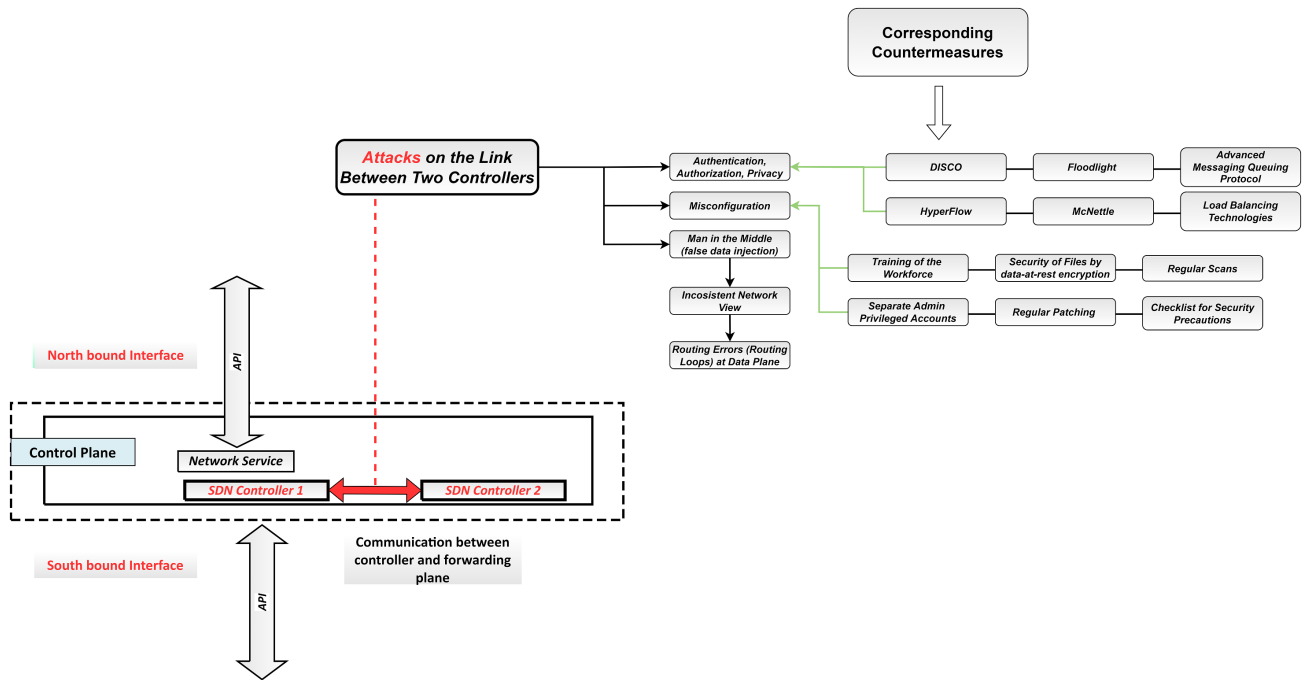 Corresponding
Countermeasures
Attacks on the Link
Between Two Controllers
Authentication,
Authorization, Privacy
Misconfiguration
Man in the Middle
(false data injection)
Incosistent Network
View
Routing Errors (Routing
Loops) at Data Plane
DISCO
Floodlight
Advanced
Messaging Queuing
Protocol
HyperFlow
McNettle
Load Balancing
Technologies
Training of the
Workforce
Security of Files by
data-at-rest encryption
Regular Scans
Separate Admin
Privileged Accounts
Regular Patching
Checklist for Security
Precautions
North bound Interface
API
Control Plane
Network Service
SDN Controller 1
SDN Controller 2
South bound Interface
API
Communication between
controller and forwarding
plane